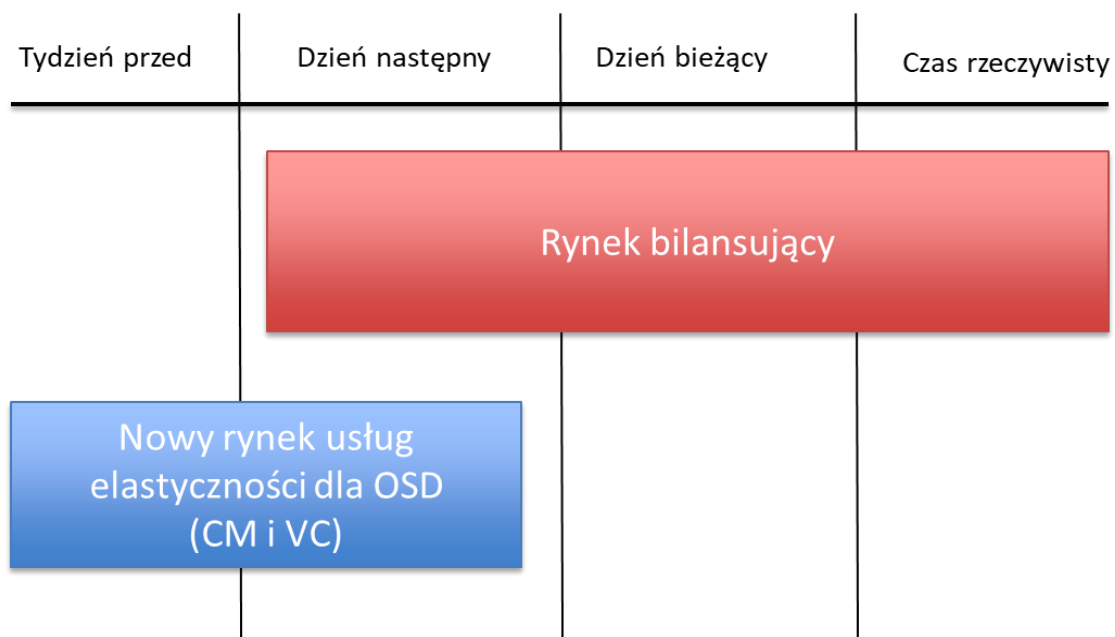 Tydzień przed
Dzień następny
Dzień bieżący
Czas rzeczywisty
Rynek bilansujący
Nowy rynek usług
elastyczności dla OSD
(CM i VC)